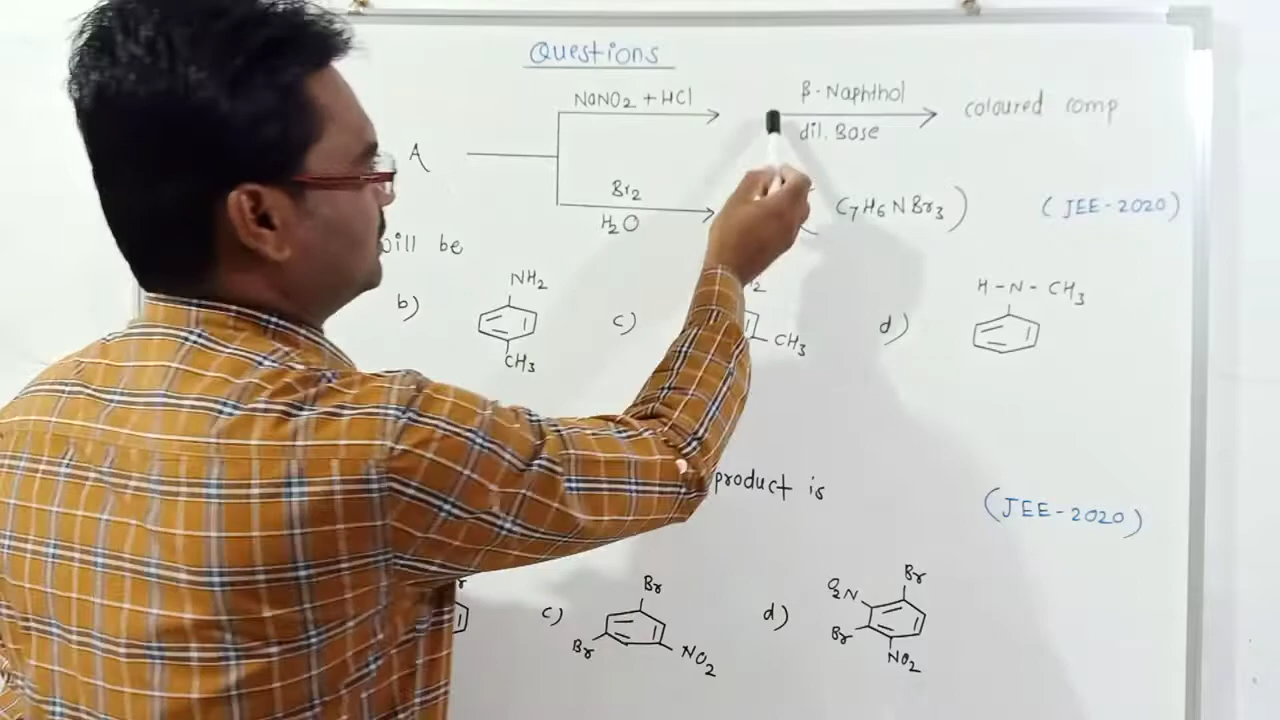 Questions
NaNO2 + HCl
β-Naphthol
dil. Base
coloured comp
A
Br2
H2O
(C7H6NBr3)
(JEE-2020)
will be
b)
NH2
CH3
c)
CH3
d)
H-N-CH3
product is
(JEE-2020)
c)
Br
Br
NO2
d)
O2N
Br
Br
NO2